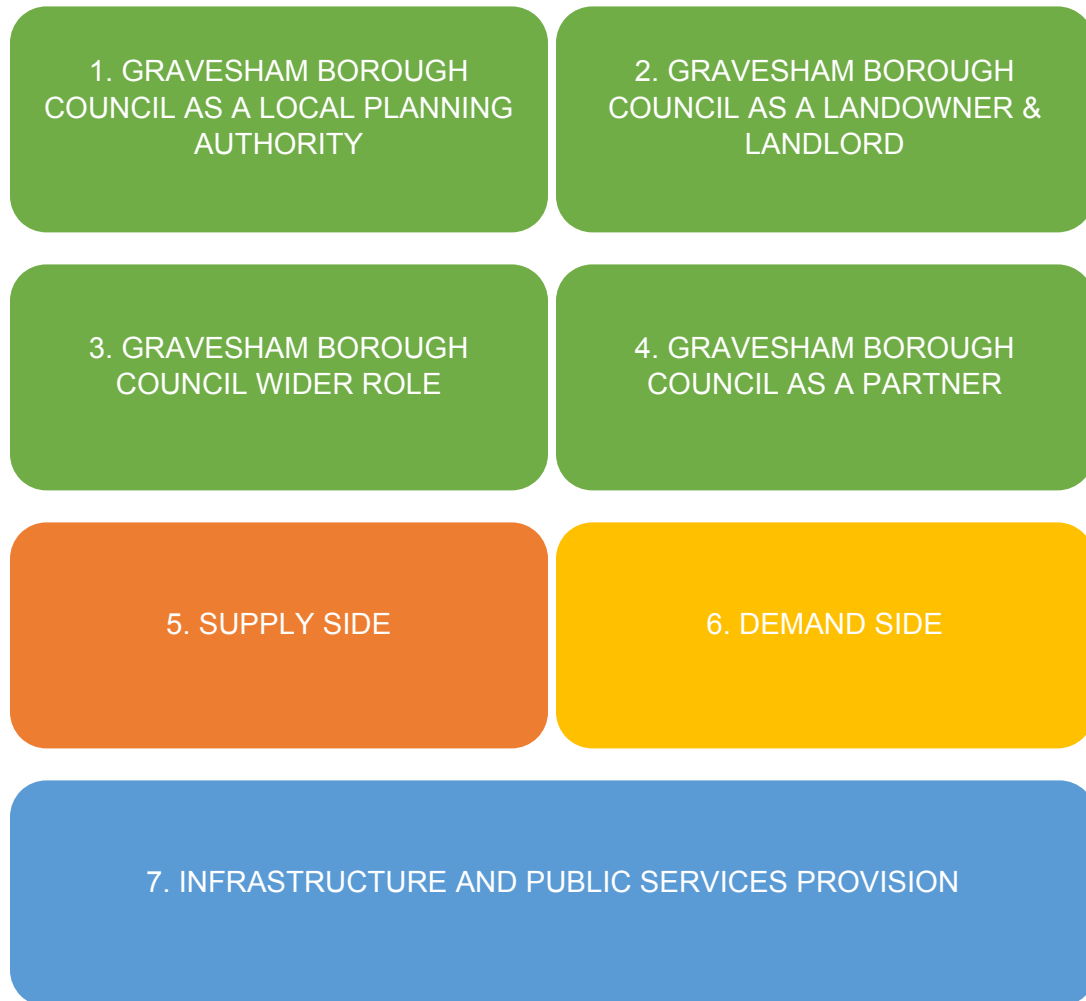 1. GRAVESHAM BOROUGH
COUNCIL AS A LOCAL PLANNING
AUTHORITY
2. GRAVESHAM BOROUGH
COUNCIL AS A LANDOWNER &
LANDLORD
3. GRAVESHAM BOROUGH
COUNCIL WIDER ROLE
4. GRAVESHAM BOROUGH
COUNCIL AS A PARTNER
5. SUPPLY SIDE
6. DEMAND SIDE
7. INFRASTRUCTURE AND PUBLIC SERVICES PROVISION